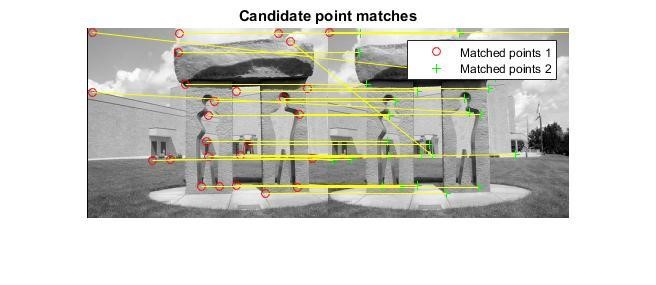 Candidate point matches
Matched points 1
Matched points 2